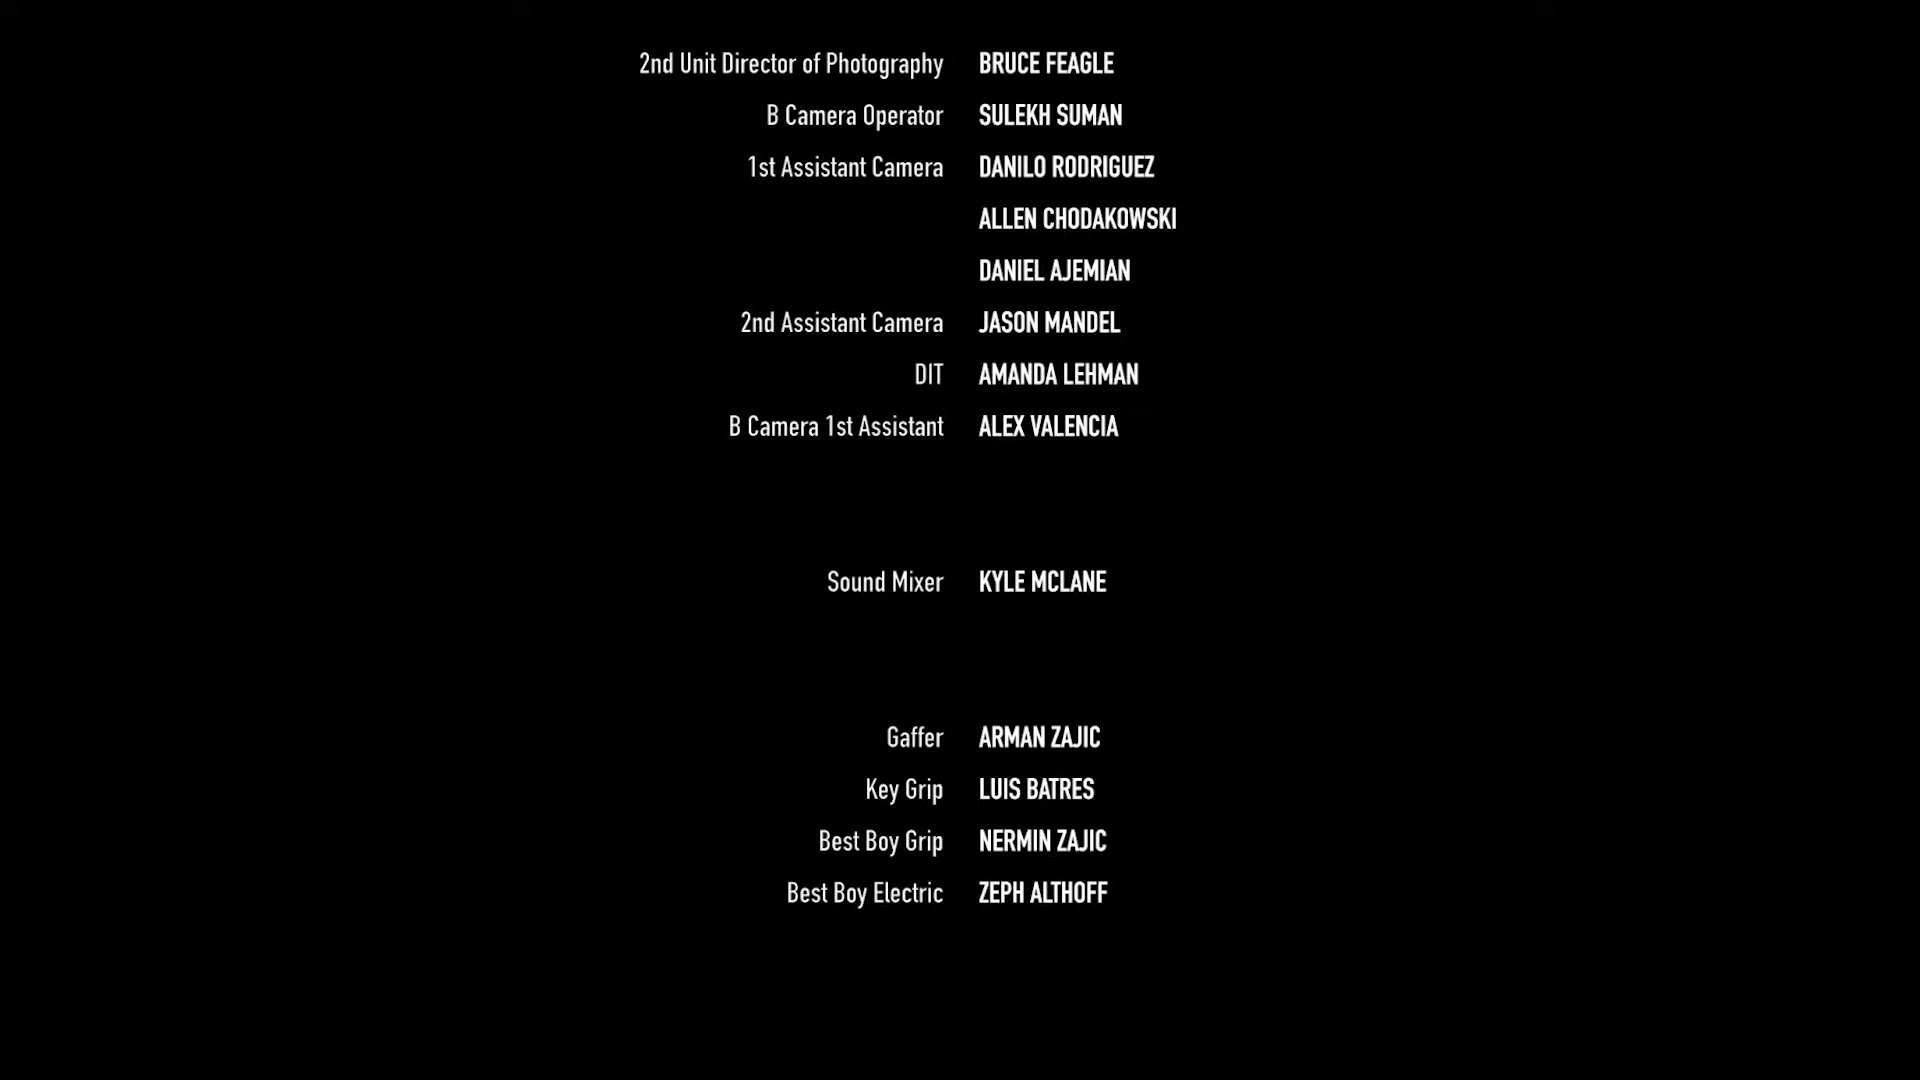 2nd Unit Director of Photography BRUCE FEAGLE
B Camera Operator SULEKH SUMAN
1st Assistant Camera DANILO RODRIGUEZ
ALLEN CHODAKOWSKI
DANIEL AJEMIAN
2nd Assistant Camera JASON MANDEL
DIT AMANDA LEHMAN
B Camera 1st Assistant ALEX VALENCIA
Sound Mixer KYLE MCLANE
Gaffer ARMAN ZAJIC
Key Grip LUIS BATRES
Best Boy Grip NERMIN ZAJIC
Best Boy Electric ZEPH ALTHOFF